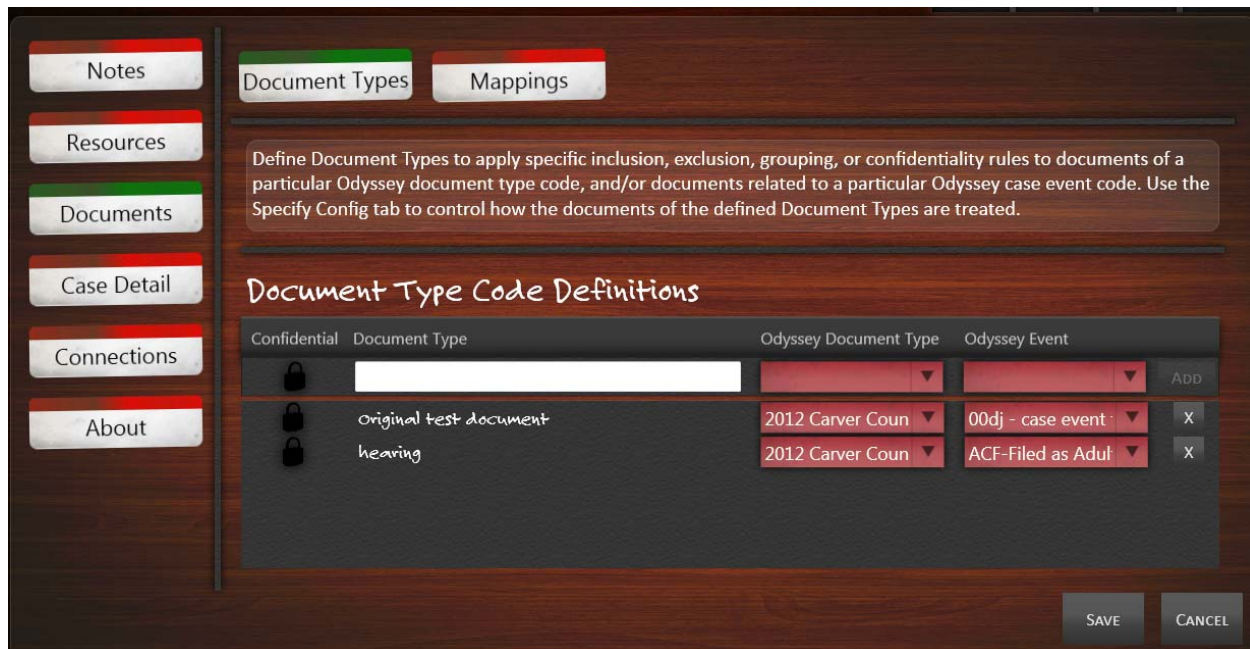 Notes
Resources
Documents
Case Detail
Connections
About
Document Types
Mappings
Define Document Types to apply specific inclusion, exclusion, grouping, or confidentiality rules to documents of a
particular Odyssey document type code, and/or documents related to a particular Odyssey case event code. Use the
Specify Config tab to control how the documents of the defined Document Types are treated.
Document Type Code Definitions
Confidential Document Type Odyssey Document Type Odyssey Event
ADD
Original test document 2012 Carver Coun 00dj - case event X
hearing 2012 Carver Coun ACF-Filed as Adul X
SAVE CANCEL